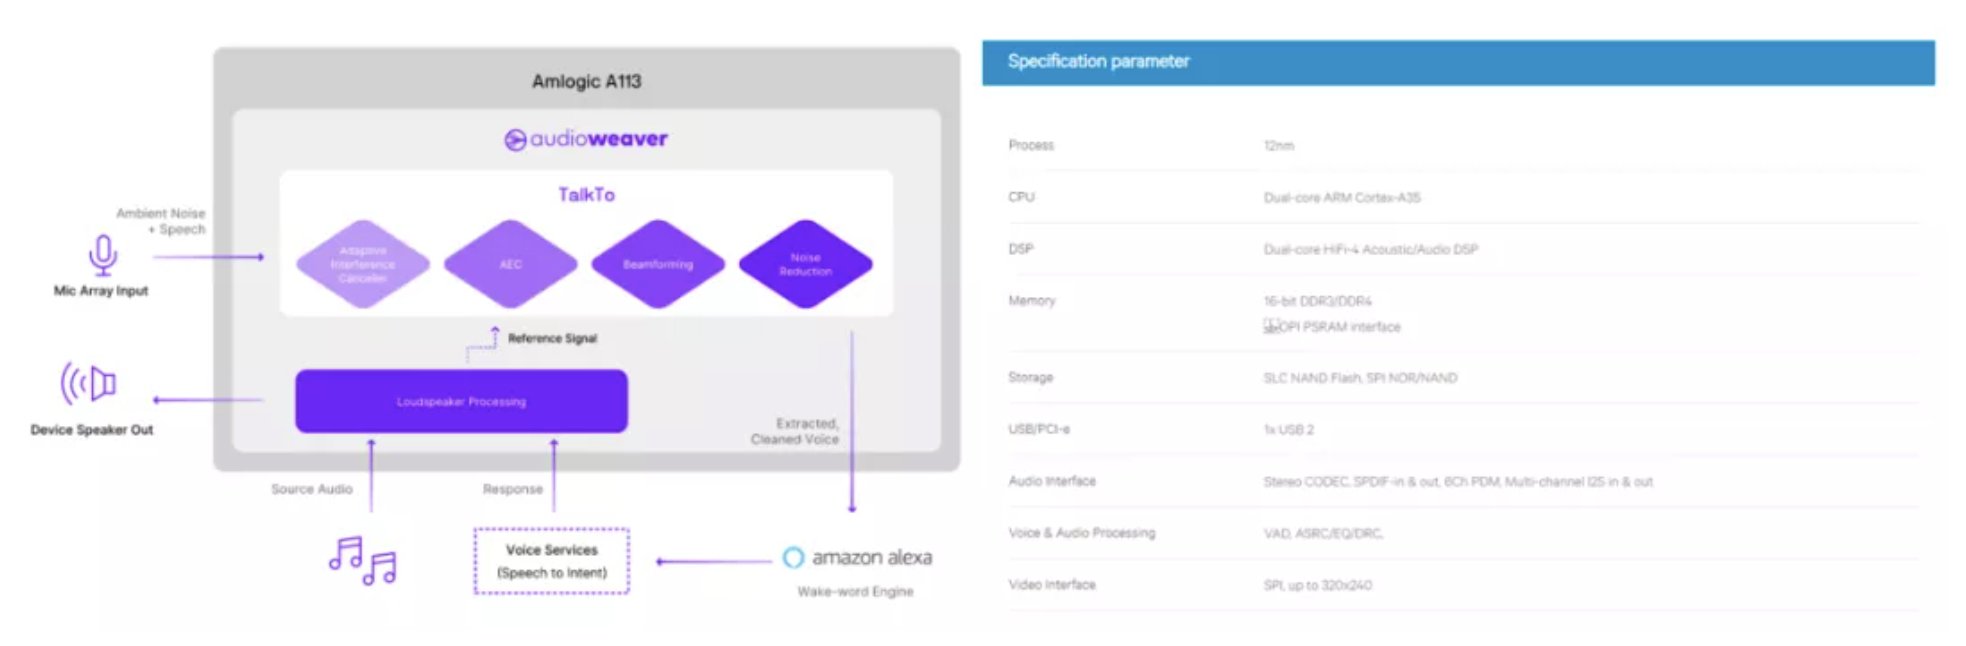 Amlogic A113
audioweaver
TalkTo
Adaptive
Interference
Canceller
AEC
Beamforming
Noise
Reduction
Ambient Noise
+ Speech
Mic Array Input
Reference Signal
Loudspeaker Processing
Device Speaker Out
Extracted,
Cleaned Voice
Source Audio
Response
Voice Services
(Speech to Intent)
amazon alexa
Wake-word Engine
Specification parameter
Process 12nm
CPU Dual-core ARM Cortex-A35
DSP Dual-core HiFi-4 Acoustic/Audio DSP
Memory 16-bit DDR3/DDR4
OPI PSRAM interface
Storage SLC NAND Flash, SPI NOR/NAND
USB/PCI-e 1x USB 2
Audio Interface Stereo CODEC, SPDIF-in & out, 6Ch PDM, Multi-channel I2S in & out
Voice & Audio Processing VAD, ASRC/EQ/DRC,
Video Interface SPI, up to 320x240